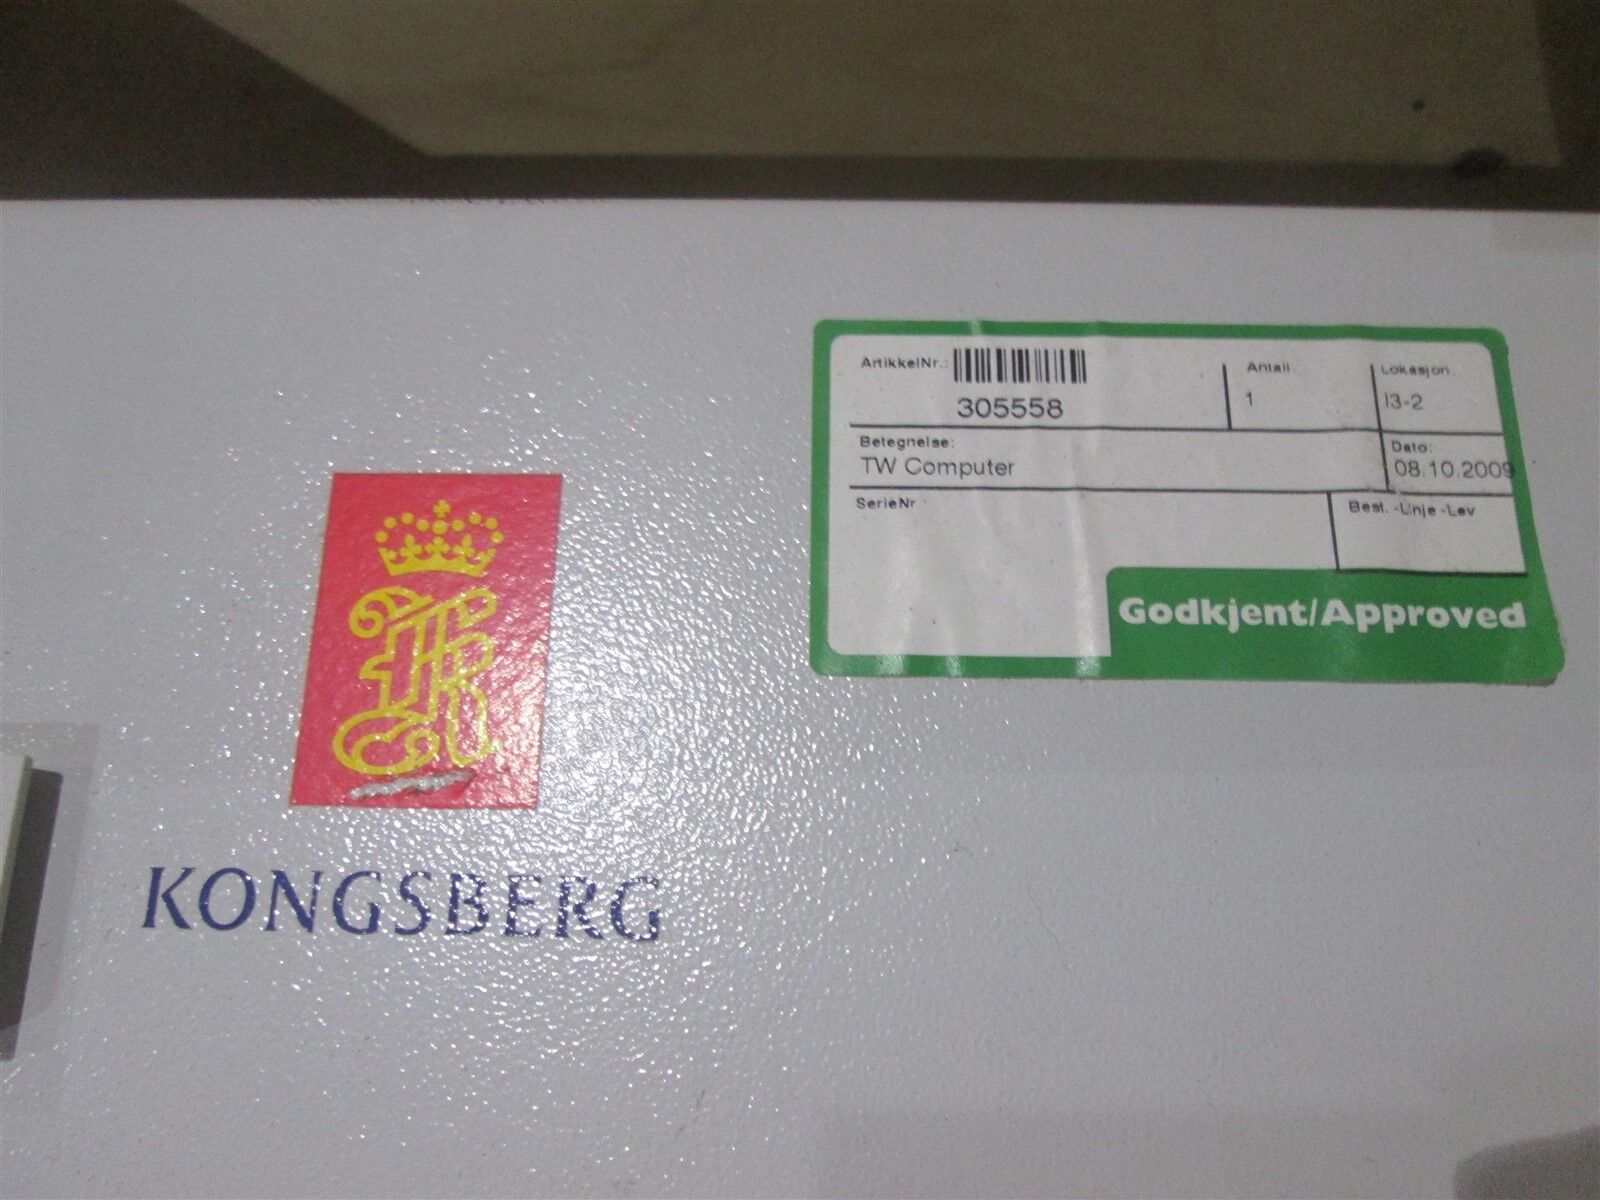 ArtikkelNr.:
305558
Antall
1
Lokasjon
I3-2
Betegnelse:
TW Computer
Dato:
08.10.2009
SerieNr
Best. -Linje -Lev
Godkjent/Approved
KONGSBERG